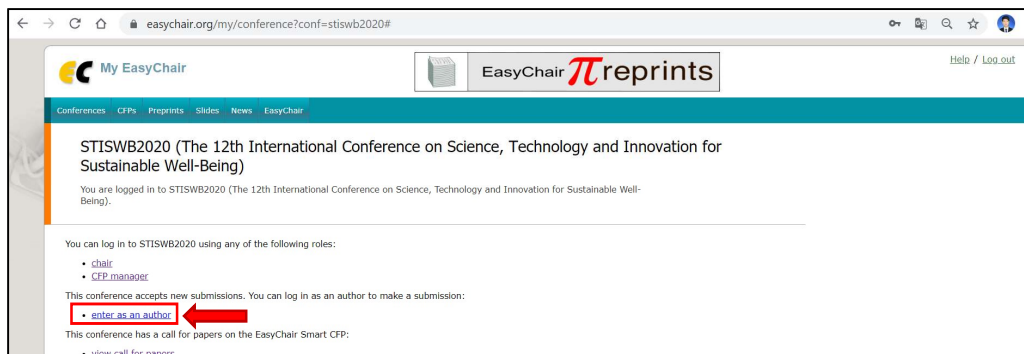 easychair.org/my/conference?conf=stiswb2020#
My EasyChair
EasyChair πreprints
Help / Log out
Conferences CFPs Preprints Slides News EasyChair
STISWB2020 (The 12th International Conference on Science, Technology and Innovation for
Sustainable Well-Being)
You are logged in to STISWB2020 (The 12th International Conference on Science, Technology and Innovation for Sustainable Well-
Being).
You can log in to STISWB2020 using any of the following roles:
• chair
• CFP manager
This conference accepts new submissions. You can log in as an author to make a submission:
• enter as an author
This conference has a call for papers on the EasyChair Smart CFP:
• view call for papers